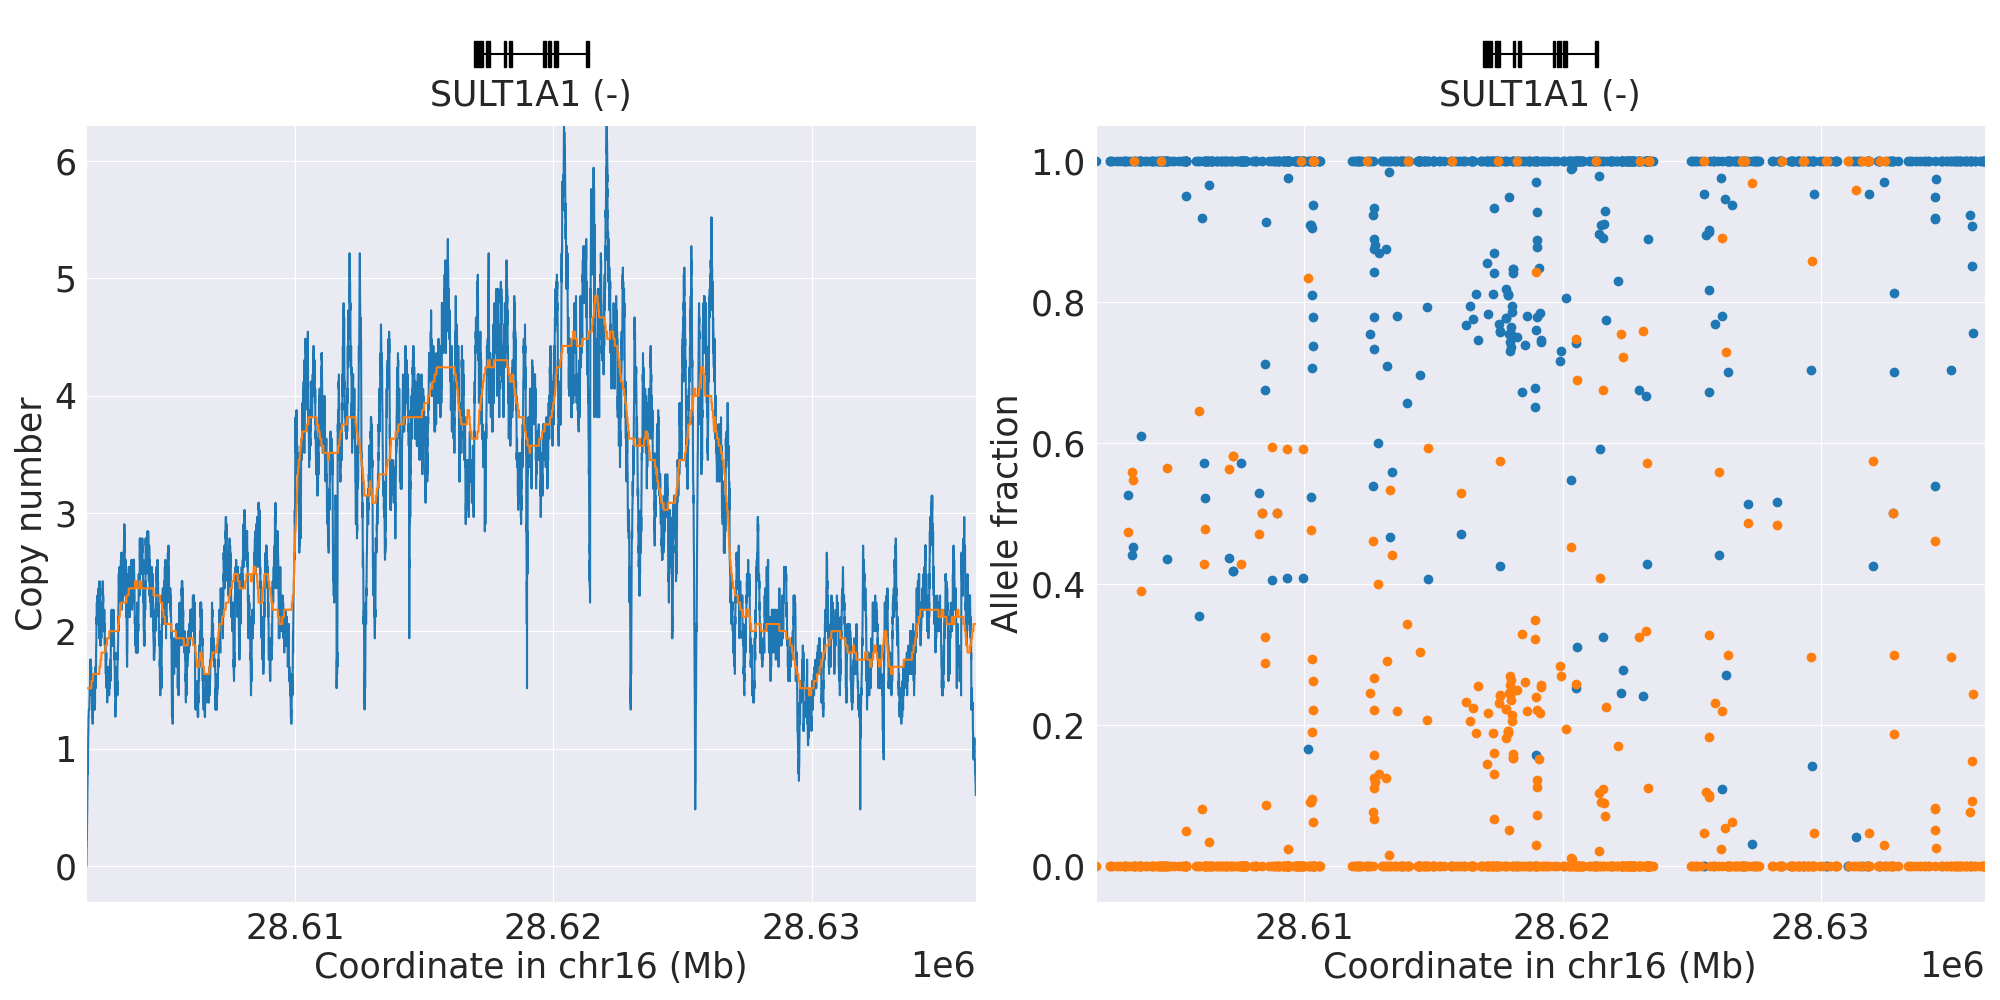 SULT1A1 (-)
Copy number
6
5
4
3
2
1
0
28.61
28.62
28.63
Coordinate in chr16 (Mb)
1e6
SULT1A1 (-)
Allele fraction
1.0
0.8
0.6
0.4
0.2
0.0
28.61
28.62
28.63
Coordinate in chr16 (Mb)
1e6